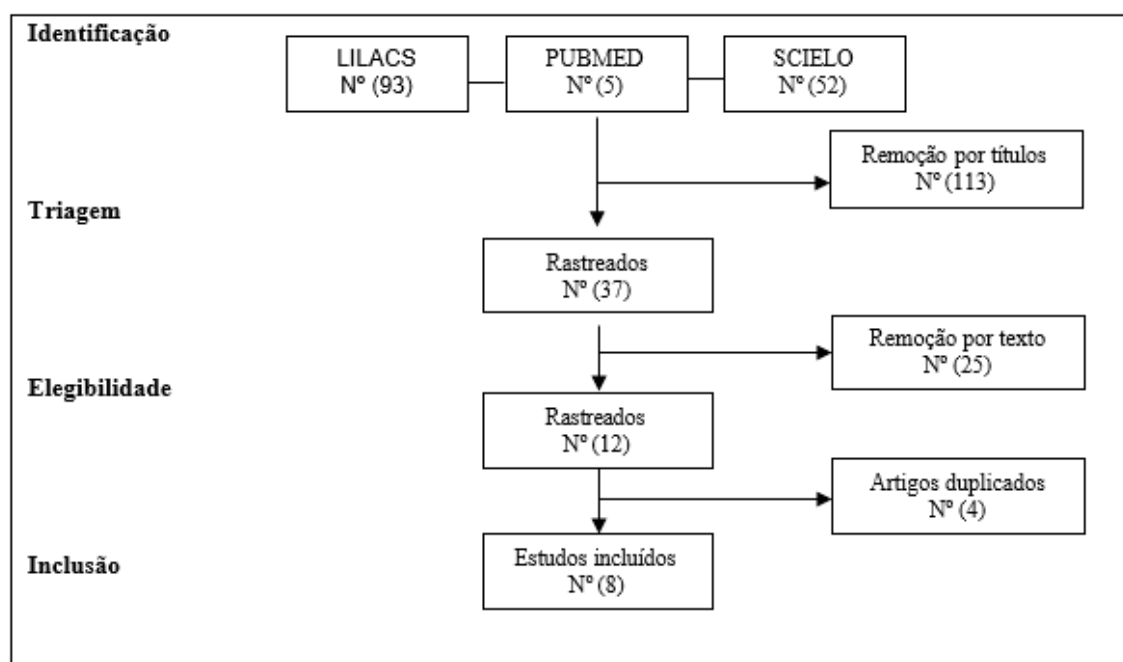 Identificação
LILACS
Nº (93)
PUBMED
Nº (5)
SCIELO
Nº (52)
Remoção por títulos
Nº (113)
Triagem
Rastreados
Nº (37)
Remoção por texto
Nº (25)
Elegibilidade
Rastreados
Nº (12)
Artigos duplicados
Nº (4)
Inclusão
Estudos incluídos
Nº (8)